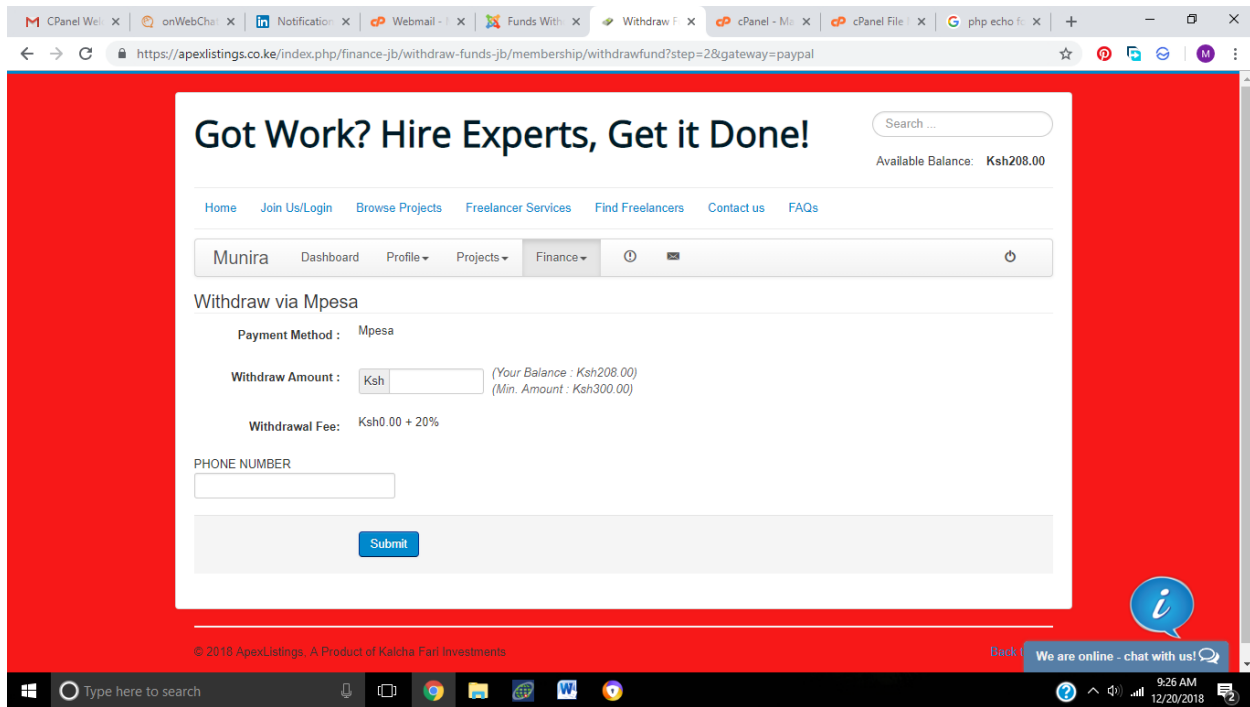 CPanel Wel
onWebChat
Notification
Webmail -
Funds With
Withdraw F
cPanel - Ma
cPanel File
php echo fo
https://apexlistings.co.ke/index.php/finance-jb/withdraw-funds-jb/membership/withdrawfund?step=2&gateway=paypal
M
Got Work? Hire Experts, Get it Done!
Search ...
Available Balance: Ksh208.00
Home Join Us/Login Browse Projects Freelancer Services Find Freelancers Contact us FAQs
Munira Dashboard Profile Projects Finance
Withdraw via Mpesa
Payment Method : Mpesa
Withdraw Amount : Ksh (Your Balance : Ksh208.00)
(Min. Amount : Ksh300.00)
Withdrawal Fee: Ksh0.00 + 20%
PHONE NUMBER
Submit
© 2018 ApexListings, A Product of Kalcha Fari Investments
Back
We are online - chat with us!
Type here to search
9:26 AM
12/20/2018
2